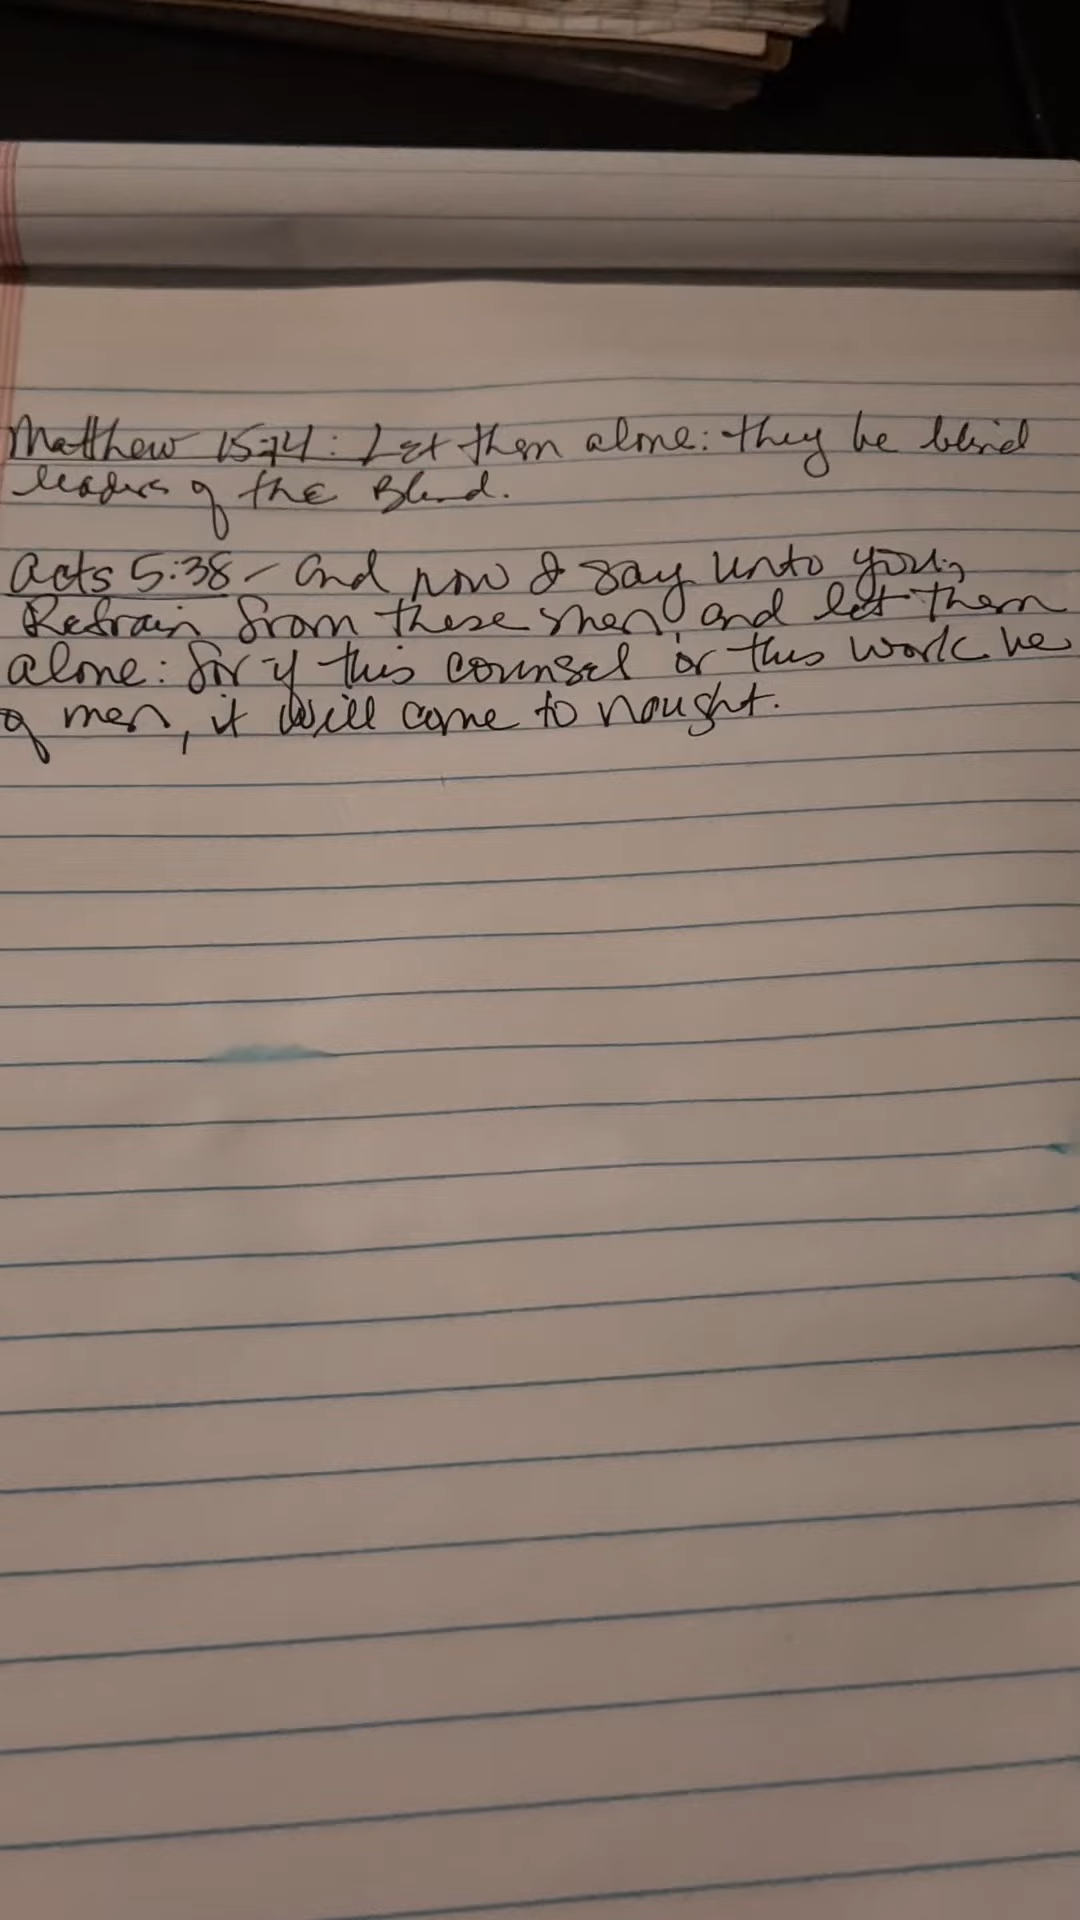 Matthew 15:14: Let them alone: they be blind
leaders of the Blind.
Acts 5:38 - And now I say unto you,
Refrain from these men, and let them
alone: for if this counsel or this work be
of men, it will come to nought.